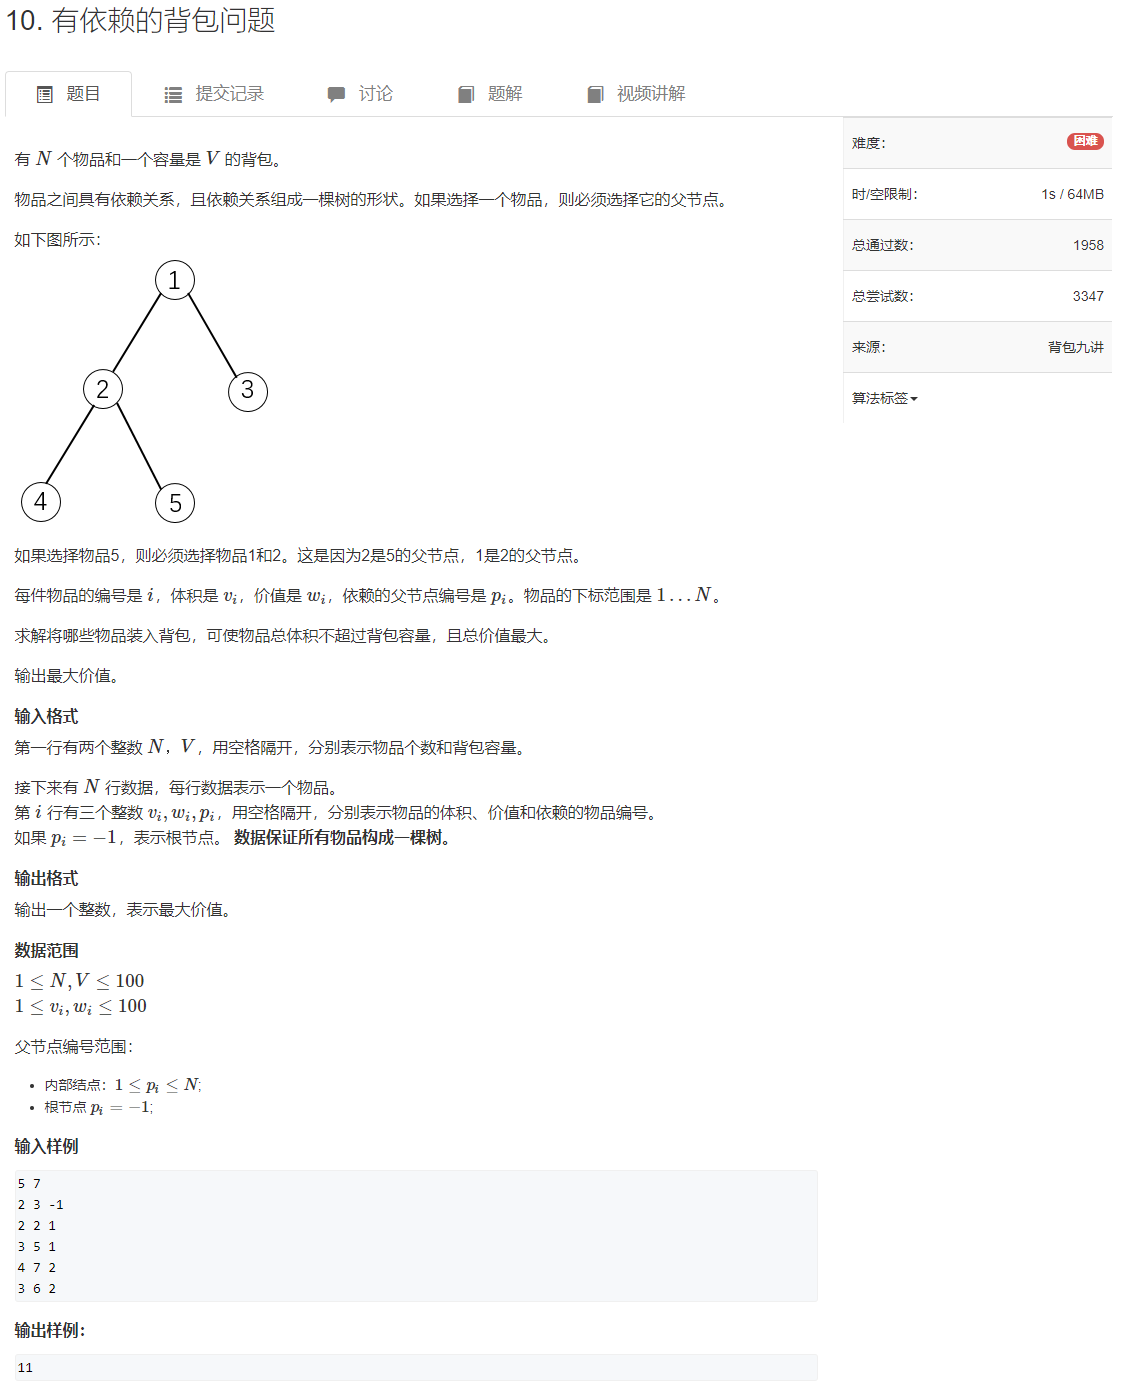 10. 有依赖的背包问题
题目 提交记录 讨论 题解 视频讲解
有 N 个物品和一个容量是 V 的背包。
物品之间具有依赖关系，且依赖关系组成一棵树的形状。如果选择一个物品，则必须选择它的父节点。
如下图所示：
1
2
3
4
5
如果选择物品5，则必须选择物品1和2。这是因为2是5的父节点，1是2的父节点。
每件物品的编号是 i，体积是 vᵢ，价值是 wᵢ，依赖的父节点编号是 pᵢ。物品的下标范围是 1…N。
求解将哪些物品装入背包，可使物品总体积不超过背包容量，且总价值最大。
输出最大价值。
输入格式
第一行有两个整数 N，V，用空格隔开，分别表示物品个数和背包容量。
接下来有 N 行数据，每行数据表示一个物品。
第 i 行有三个整数 vᵢ, wᵢ, pᵢ，用空格隔开，分别表示物品的体积、价值和依赖的物品编号。
如果 pᵢ = −1，表示根节点。 数据保证所有物品构成一棵树。
输出格式
输出一个整数，表示最大价值。
数据范围
1 ≤ N, V ≤ 100
1 ≤ vᵢ, wᵢ ≤ 100
父节点编号范围：
• 内部结点：1 ≤ pᵢ ≤ N;
• 根节点 pᵢ = −1;
输入样例
5 7
2 3 -1
2 2 1
3 5 1
4 7 2
3 6 2
输出样例：
11
难度： 困难
时/空限制： 1s / 64MB
总通过数： 1958
总尝试数： 3347
来源： 背包九讲
算法标签